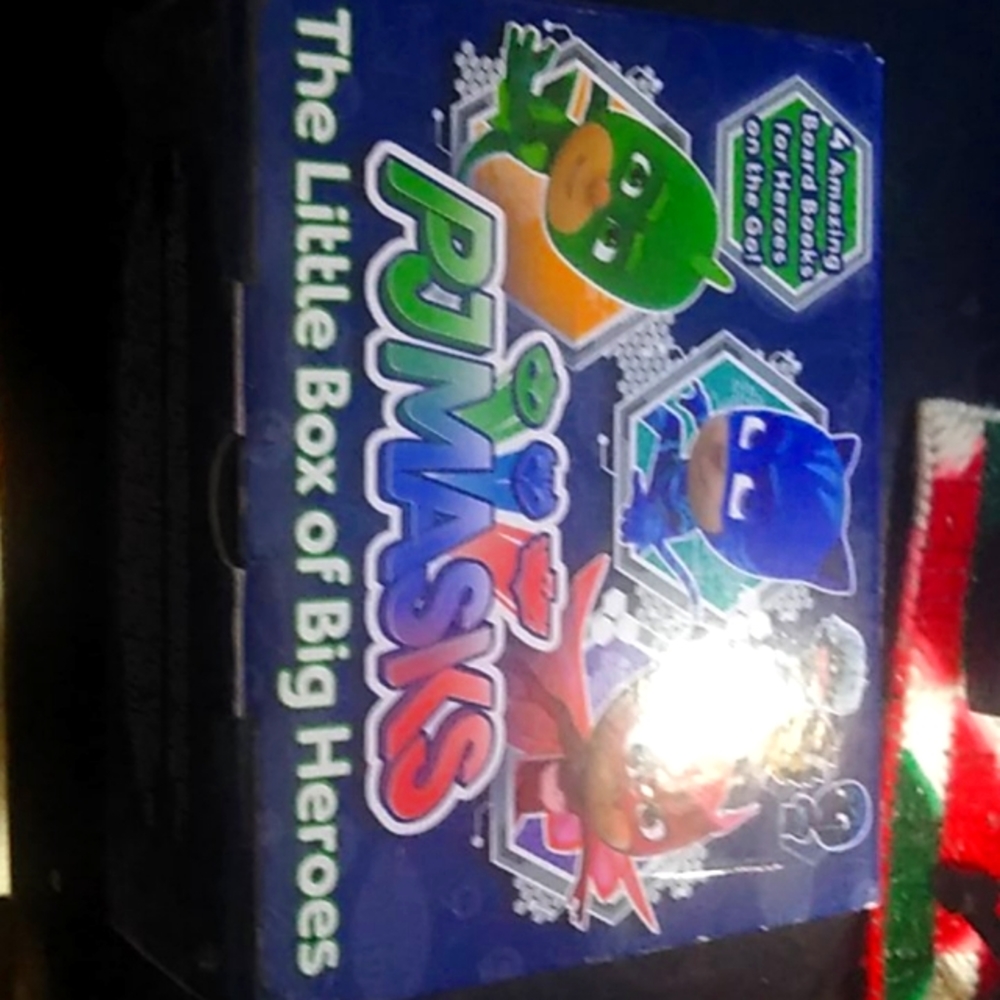 4 Amazing
Board Books
for Heroes
on the Go!
PJMASKS
The Little Box of Big Heroes